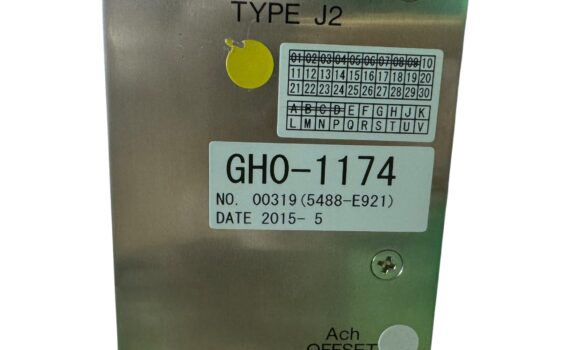 TYPE J2
01 02 03 04 05 06 07 08 09 10
11 12 13 14 15 16 17 18 19 20
21 22 23 24 25 26 27 28 29 30
A B C D E F G H J K
L M N P Q R S T U V
GHO-1174
NO. 00319(5488-E921)
DATE 2015- 5
Ach
OFFSET